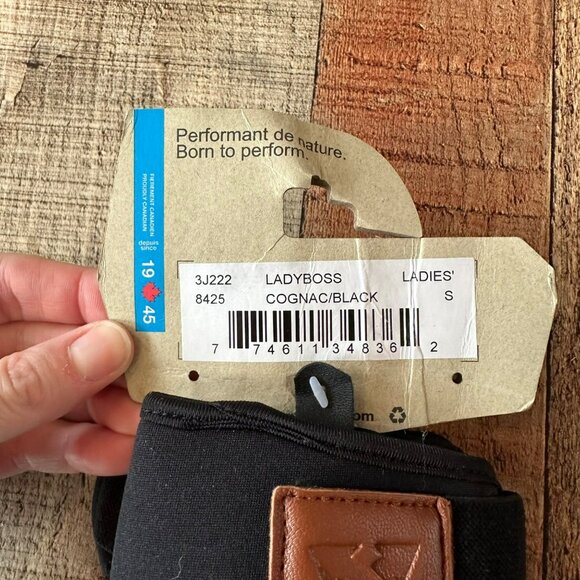 Performant de nature.
Born to perform.
FIÈREMENT CANADIEN
PROUDLY CANADIAN
depuis
since
19 45
3J222 LADYBOSS LADIES'
8425 COGNAC/BLACK S
7 74611 34836 2
om